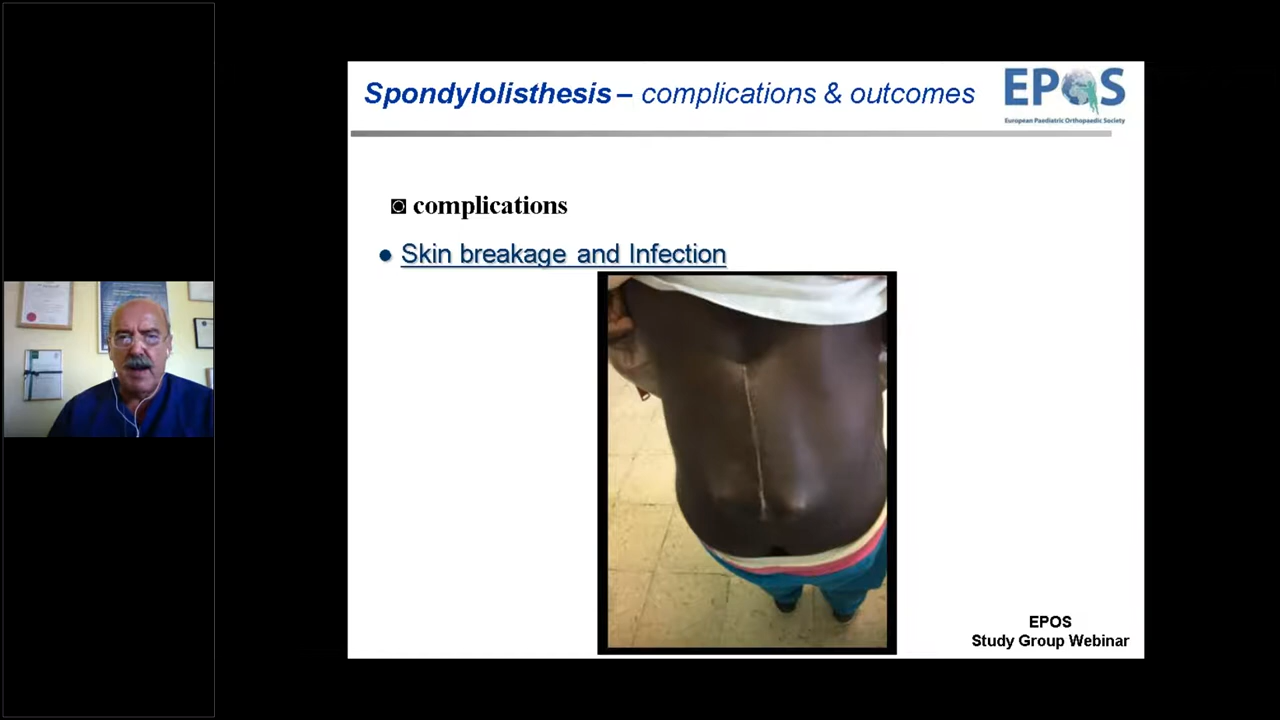 Spondylolisthesis – complications & outcomes
EPOS
European Paediatric Orthopaedic Society
◙ complications
● Skin breakage and Infection
EPOS
Study Group Webinar